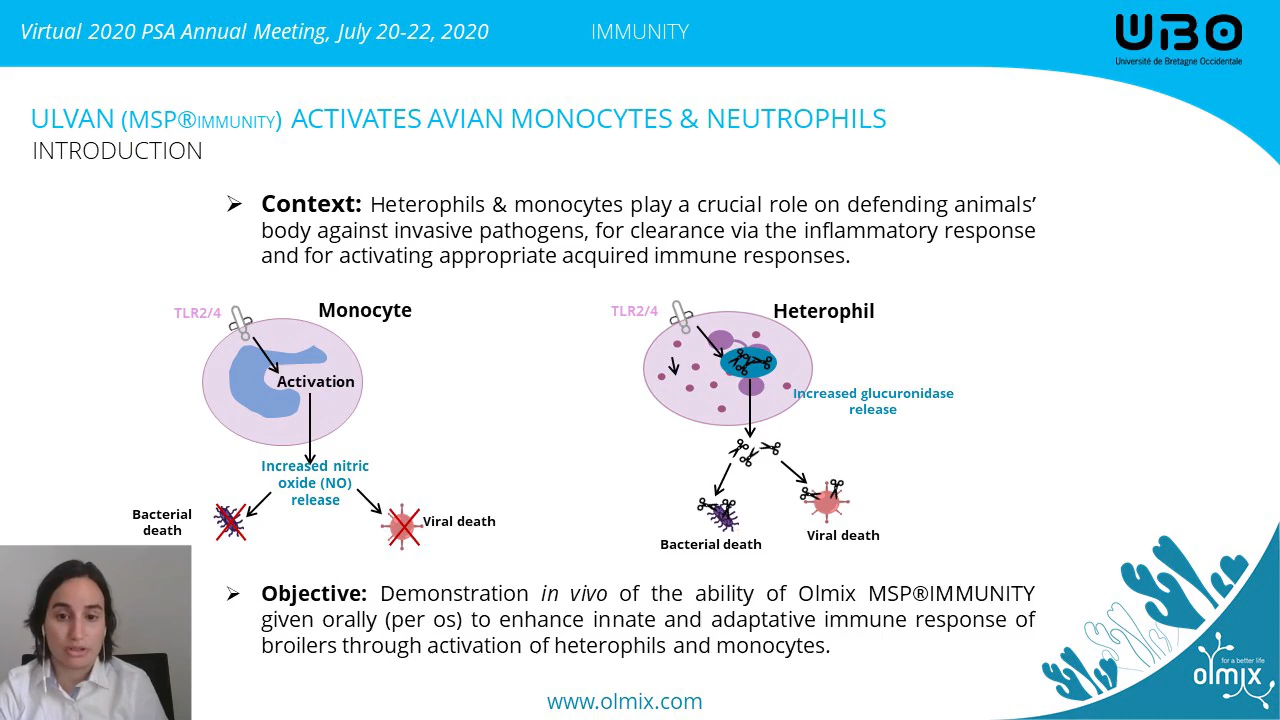 Virtual 2020 PSA Annual Meeting, July 20-22, 2020
IMMUNITY
UBO
Université de Bretagne Occidentale
ULVAN (MSP®IMMUNITY) ACTIVATES AVIAN MONOCYTES & NEUTROPHILS
INTRODUCTION
➢ Context: Heterophils & monocytes play a crucial role on defending animals’
body against invasive pathogens, for clearance via the inflammatory response
and for activating appropriate acquired immune responses.
TLR2/4
Monocyte
Activation
Increased nitric
oxide (NO)
release
Bacterial
death
Viral death
TLR2/4
Heterophil
Increased glucuronidase
release
Bacterial death
Viral death
➢ Objective: Demonstration in vivo of the ability of Olmix MSP®IMMUNITY
given orally (per os) to enhance innate and adaptative immune response of
broilers through activation of heterophils and monocytes.
for a better life
olmix
www.olmix.com